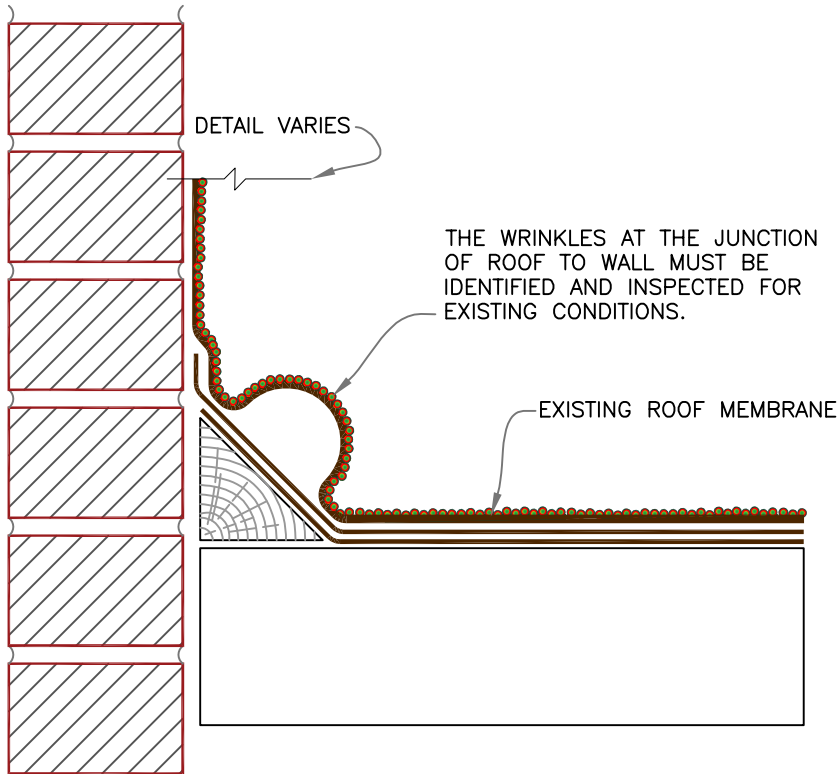 DETAIL VARIES
THE WRINKLES AT THE JUNCTION
OF ROOF TO WALL MUST BE
IDENTIFIED AND INSPECTED FOR
EXISTING CONDITIONS.
EXISTING ROOF MEMBRANE